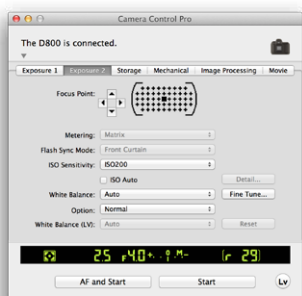 Camera Control Pro
The D800 is connected.
Exposure 1 Exposure 2 Storage Mechanical Image Processing Movie
Focus Point:
Metering: Matrix
Flash Sync Mode: Front Curtain
ISO Sensitivity: ISO200
ISO Auto Detail...
White Balance: Auto Fine Tune...
Option: Normal
White Balance (LV): Auto Reset
2.5 F4.0 M- (r 29)
AF and Start Start Lv